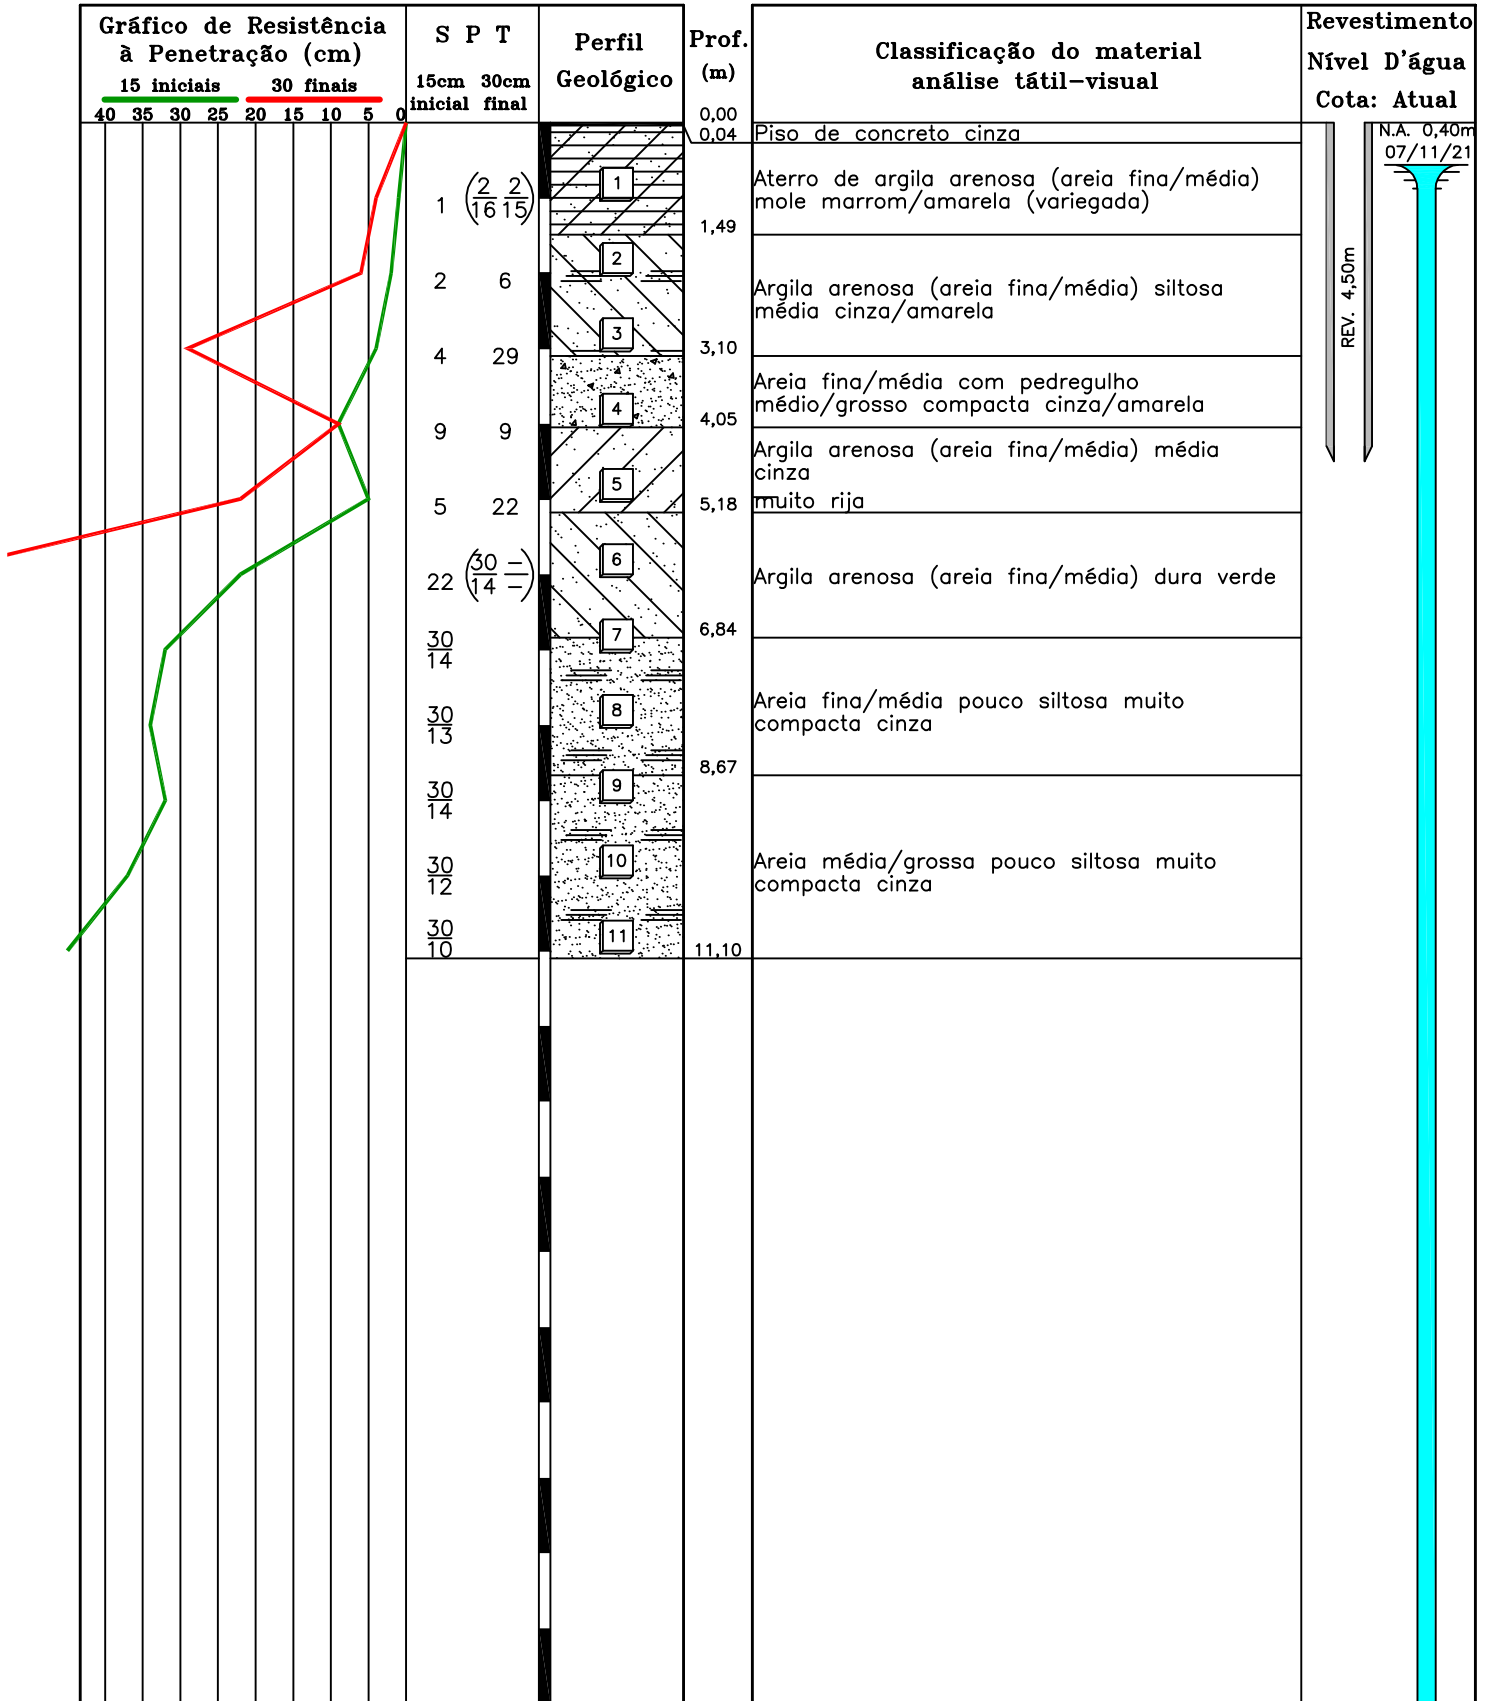 Gráfico de Resistência
à Penetração (cm)
15 iniciais 30 finais
40 35 30 25 20 15 10 5 0
S P T
15cm 30cm
inicial final
Perfil
Geológico
Prof.
(m)
Classificação do material
análise tátil-visual
Revestimento
Nível D'água
Cota: Atual
0,00
0,04 Piso de concreto cinza
N.A. 0,40m
07/11/21
1 (2/16 2/15)
1
Aterro de argila arenosa (areia fina/média)
mole marrom/amarela (variegada)
1,49
REV. 4,50m
2 6
2
Argila arenosa (areia fina/média) siltosa
média cinza/amarela
4 29
3
3,10
Areia fina/média com pedregulho
médio/grosso compacta cinza/amarela
9 9
4
4,05
Argila arenosa (areia fina/média) média
cinza
muito rija
5 22
5
5,18
22 (30/14 -/-)
6
Argila arenosa (areia fina/média) dura verde
30/14
7
6,84
Areia fina/média pouco siltosa muito
compacta cinza
30/13
8
8,67
30/14
9
Areia média/grossa pouco siltosa muito
compacta cinza
30/12
10
30/10
11
11,10